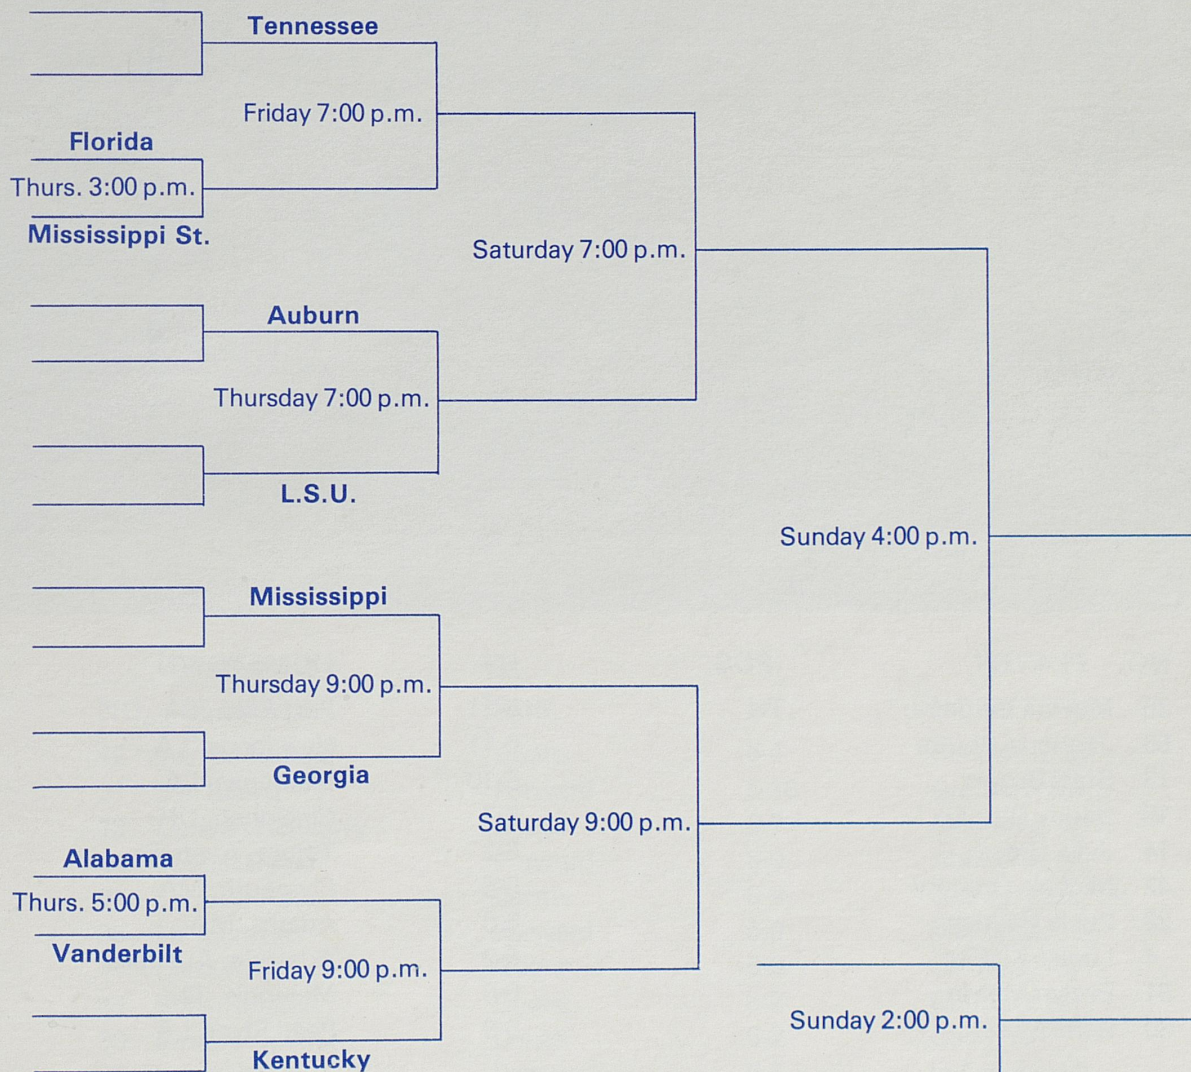 Tennessee
Friday 7:00 p.m.
Florida
Thurs. 3:00 p.m.
Mississippi St.
Saturday 7:00 p.m.
Auburn
Thursday 7:00 p.m.
L.S.U.
Sunday 4:00 p.m.
Mississippi
Thursday 9:00 p.m.
Georgia
Saturday 9:00 p.m.
Alabama
Thurs. 5:00 p.m.
Vanderbilt
Friday 9:00 p.m.
Sunday 2:00 p.m.
Kentucky